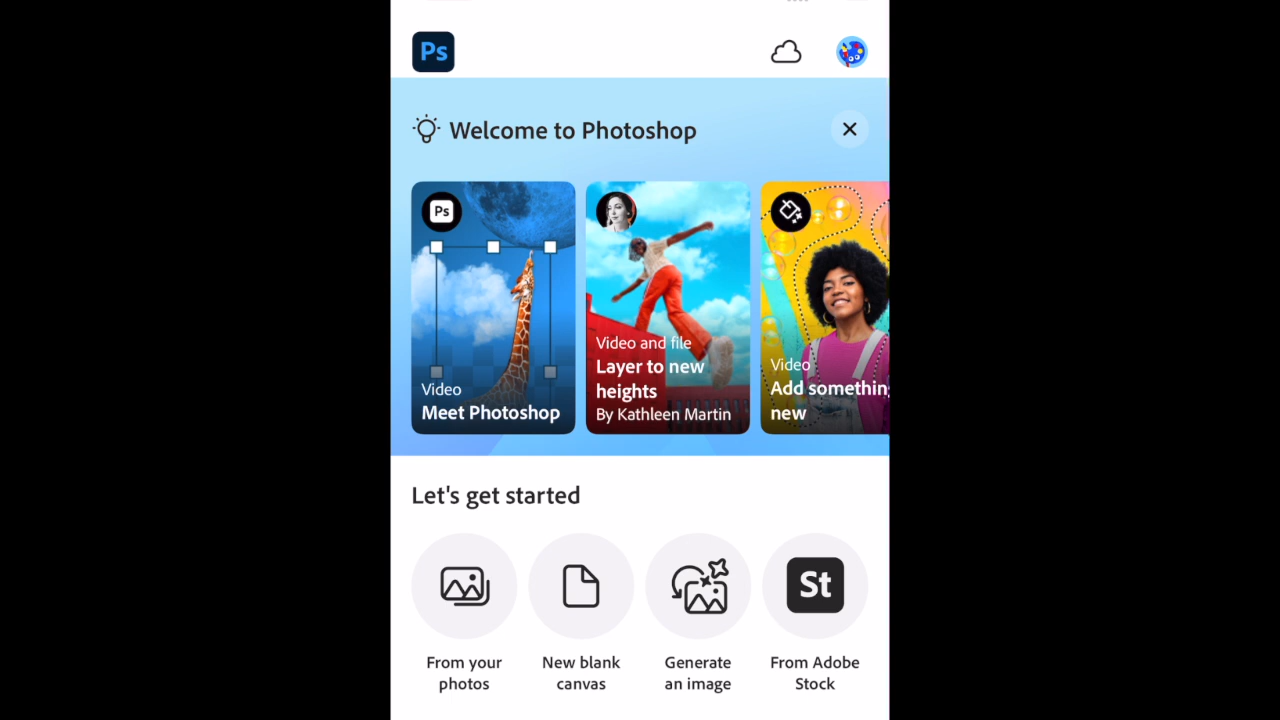 Ps
Welcome to Photoshop
Ps
Video
Meet Photoshop
Video and file
Layer to new
heights
By Kathleen Martin
Video
Add something
new
Let's get started
St
From your
photos
New blank
canvas
Generate
an image
From Adobe
Stock